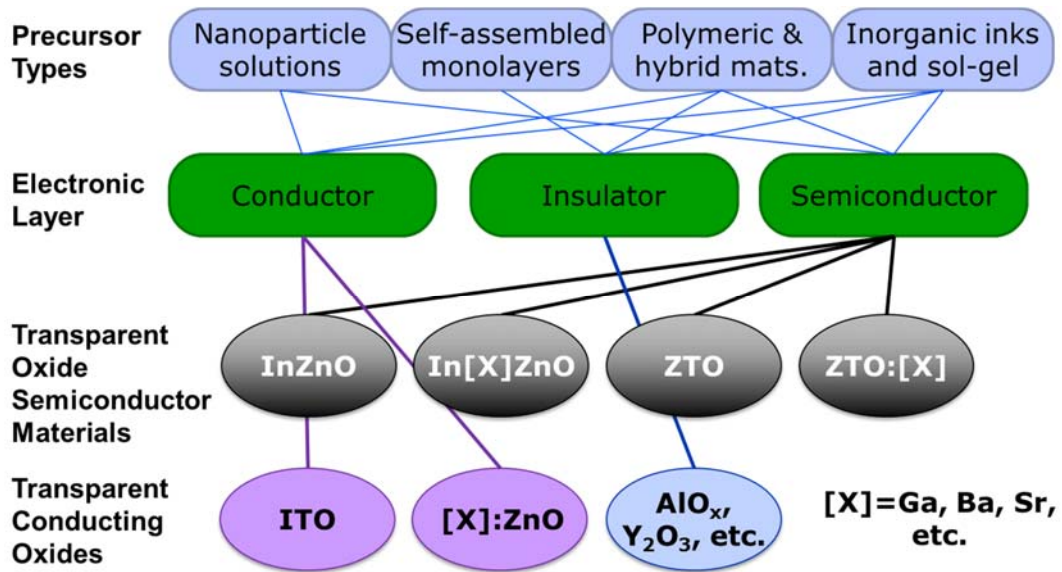 Precursor
Types
Nanoparticle
solutions
Self-assembled
monolayers
Polymeric &
hybrid mats.
Inorganic inks
and sol-gel
Electronic
Layer
Conductor
Insulator
Semiconductor
Transparent
Oxide
Semiconductor
Materials
InZnO
In[X]ZnO
ZTO
ZTO:[X]
Transparent
Conducting
Oxides
ITO
[X]:ZnO
AlOₓ,
Y₂O₃, etc.
[X]=Ga, Ba, Sr,
etc.